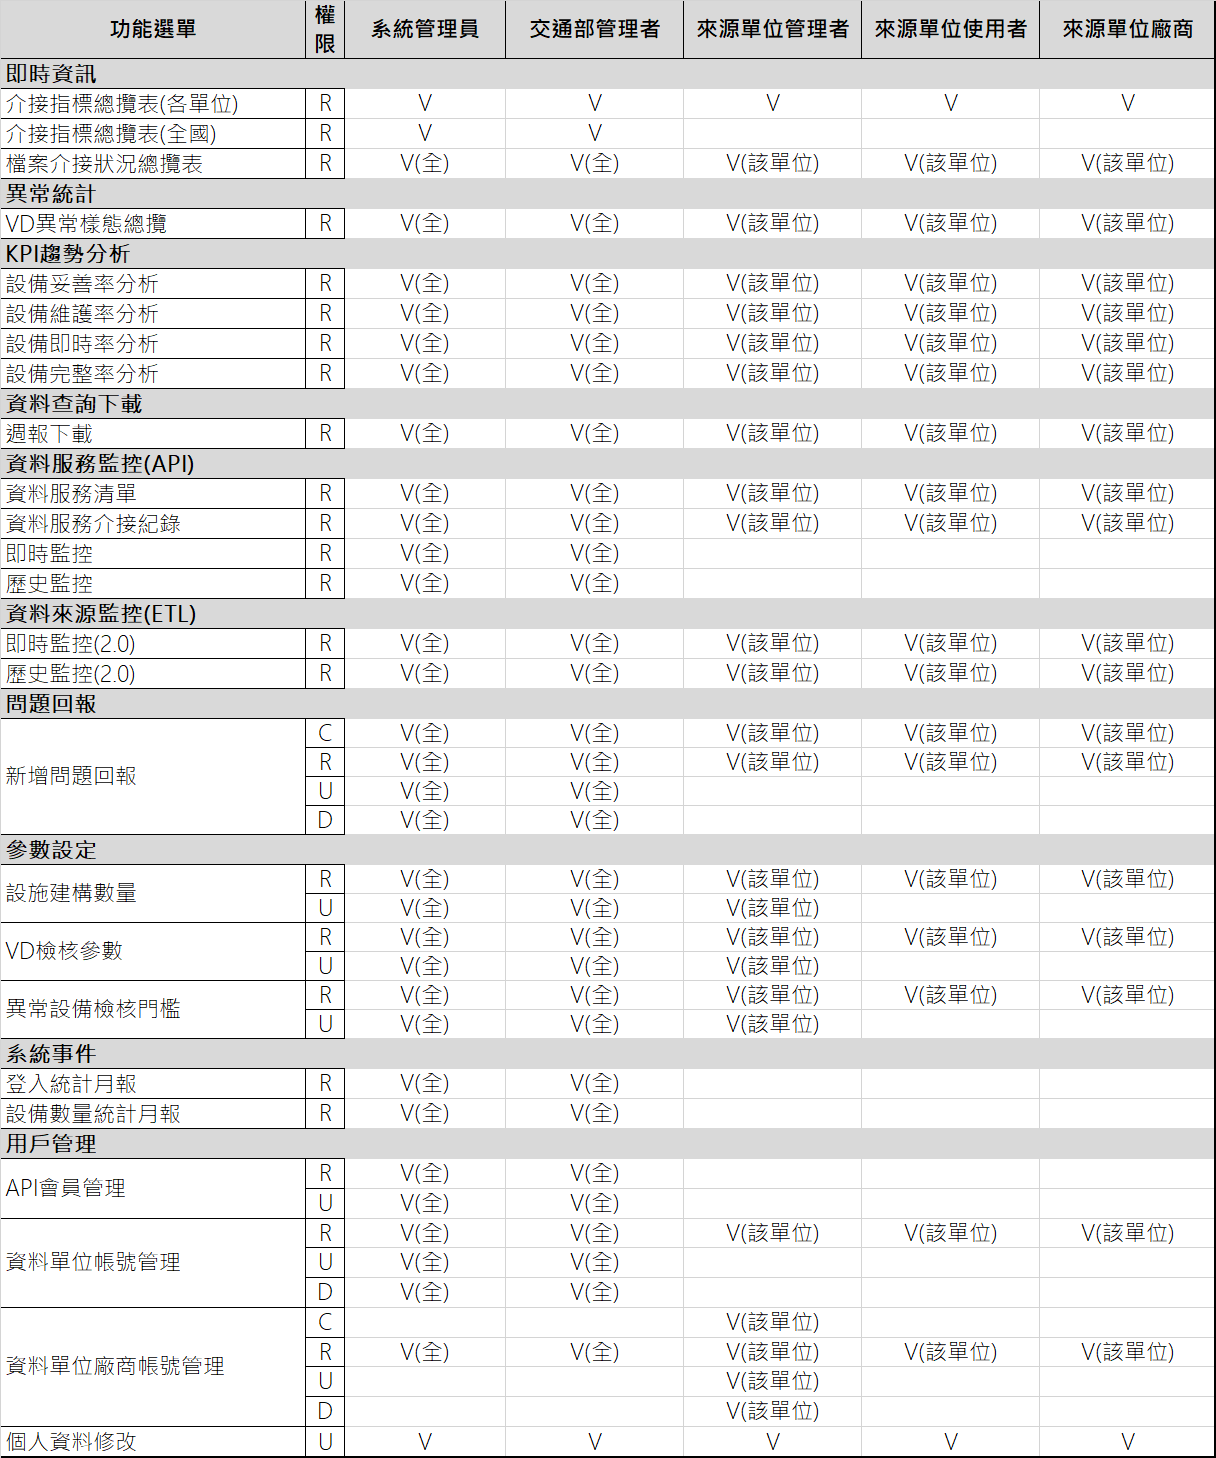 功能選單 權限 系統管理員 交通部管理者 來源單位管理者 來源單位使用者 來源單位廠商
即時資訊
介接指標總攬表(各單位) R V V V V V
介接指標總攬表(全國) R V V
檔案介接狀況總攬表 R V(全) V(全) V(該單位) V(該單位) V(該單位)
異常統計
VD異常樣態總攬 R V(全) V(全) V(該單位) V(該單位) V(該單位)
KPI趨勢分析
設備妥善率分析 R V(全) V(全) V(該單位) V(該單位) V(該單位)
設備維護率分析 R V(全) V(全) V(該單位) V(該單位) V(該單位)
設備即時率分析 R V(全) V(全) V(該單位) V(該單位) V(該單位)
設備完整率分析 R V(全) V(全) V(該單位) V(該單位) V(該單位)
資料查詢下載
週報下載 R V(全) V(全) V(該單位) V(該單位) V(該單位)
資料服務監控(API)
資料服務清單 R V(全) V(全) V(該單位) V(該單位) V(該單位)
資料服務介接紀錄 R V(全) V(全) V(該單位) V(該單位) V(該單位)
即時監控 R V(全) V(全)
歷史監控 R V(全) V(全)
資料來源監控(ETL)
即時監控(2.0) R V(全) V(全) V(該單位) V(該單位) V(該單位)
歷史監控(2.0) R V(全) V(全) V(該單位) V(該單位) V(該單位)
問題回報
新增問題回報
C V(全) V(全) V(該單位) V(該單位) V(該單位)
R V(全) V(全) V(該單位) V(該單位) V(該單位)
U V(全) V(全)
D V(全) V(全)
參數設定
設施建構數量
R V(全) V(全) V(該單位) V(該單位) V(該單位)
U V(全) V(全) V(該單位)
VD檢核參數
R V(全) V(全) V(該單位) V(該單位) V(該單位)
U V(全) V(全) V(該單位)
異常設備檢核門檻
R V(全) V(全) V(該單位) V(該單位) V(該單位)
U V(全) V(全) V(該單位)
系統事件
登入統計月報 R V(全) V(全)
設備數量統計月報 R V(全) V(全)
用戶管理
API會員管理
R V(全) V(全)
U V(全) V(全)
資料單位帳號管理
R V(全) V(全) V(該單位) V(該單位) V(該單位)
U V(全) V(全)
D V(全) V(全)
資料單位廠商帳號管理
C V(該單位)
R V(全) V(全) V(該單位) V(該單位) V(該單位)
U V(該單位)
D V(該單位)
個人資料修改 U V V V V V